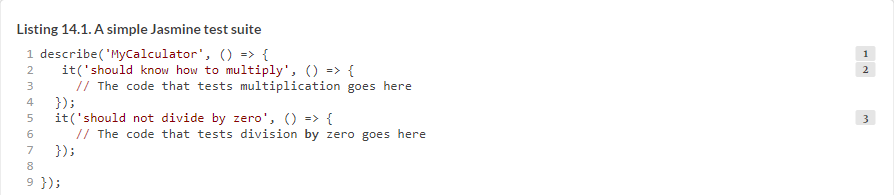 Listing 14.1. A simple Jasmine test suite
1 describe('MyCalculator', () => { 1
2    it('should know how to multiply', () => { 2
3      // The code that tests multiplication goes here
4   });
5   it('should not divide by zero', () => { 3
6      // The code that tests division by zero goes here
7   });
8
9 });